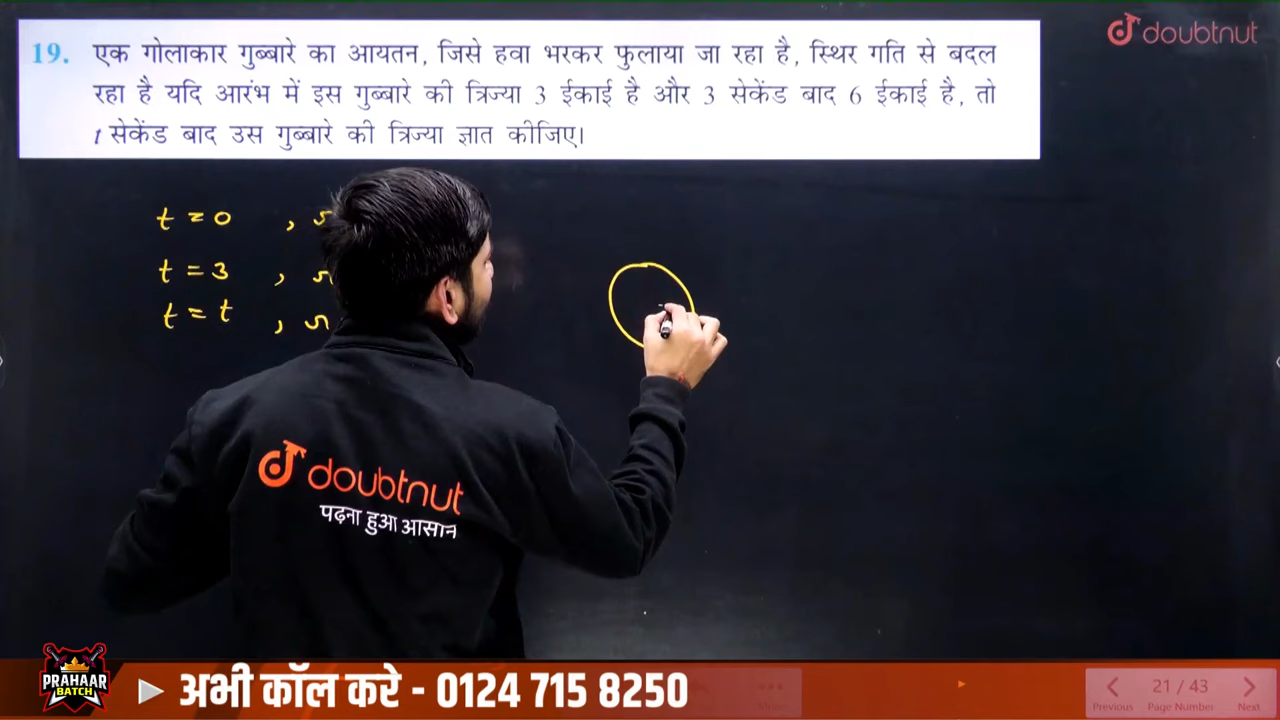 doubtnut
19. एक गोलाकार गुब्बारे का आयतन, जिसे हवा भरकर फुलाया जा रहा है, स्थिर गति से बदल
रहा है यदि आरंभ में इस गुब्बारे की त्रिज्या 3 ईकाई है और 3 सेकेंड बाद 6 ईकाई है, तो
t सेकेंड बाद उस गुब्बारे की त्रिज्या ज्ञात कीजिए।
t = 0 ,
t = 3 ,
t = t ,
doubtnut
पढ़ना हुआ आसान
PRAHAAR
BATCH
अभी कॉल करे - 0124 715 8250
21 / 43
Previous Page Number Next